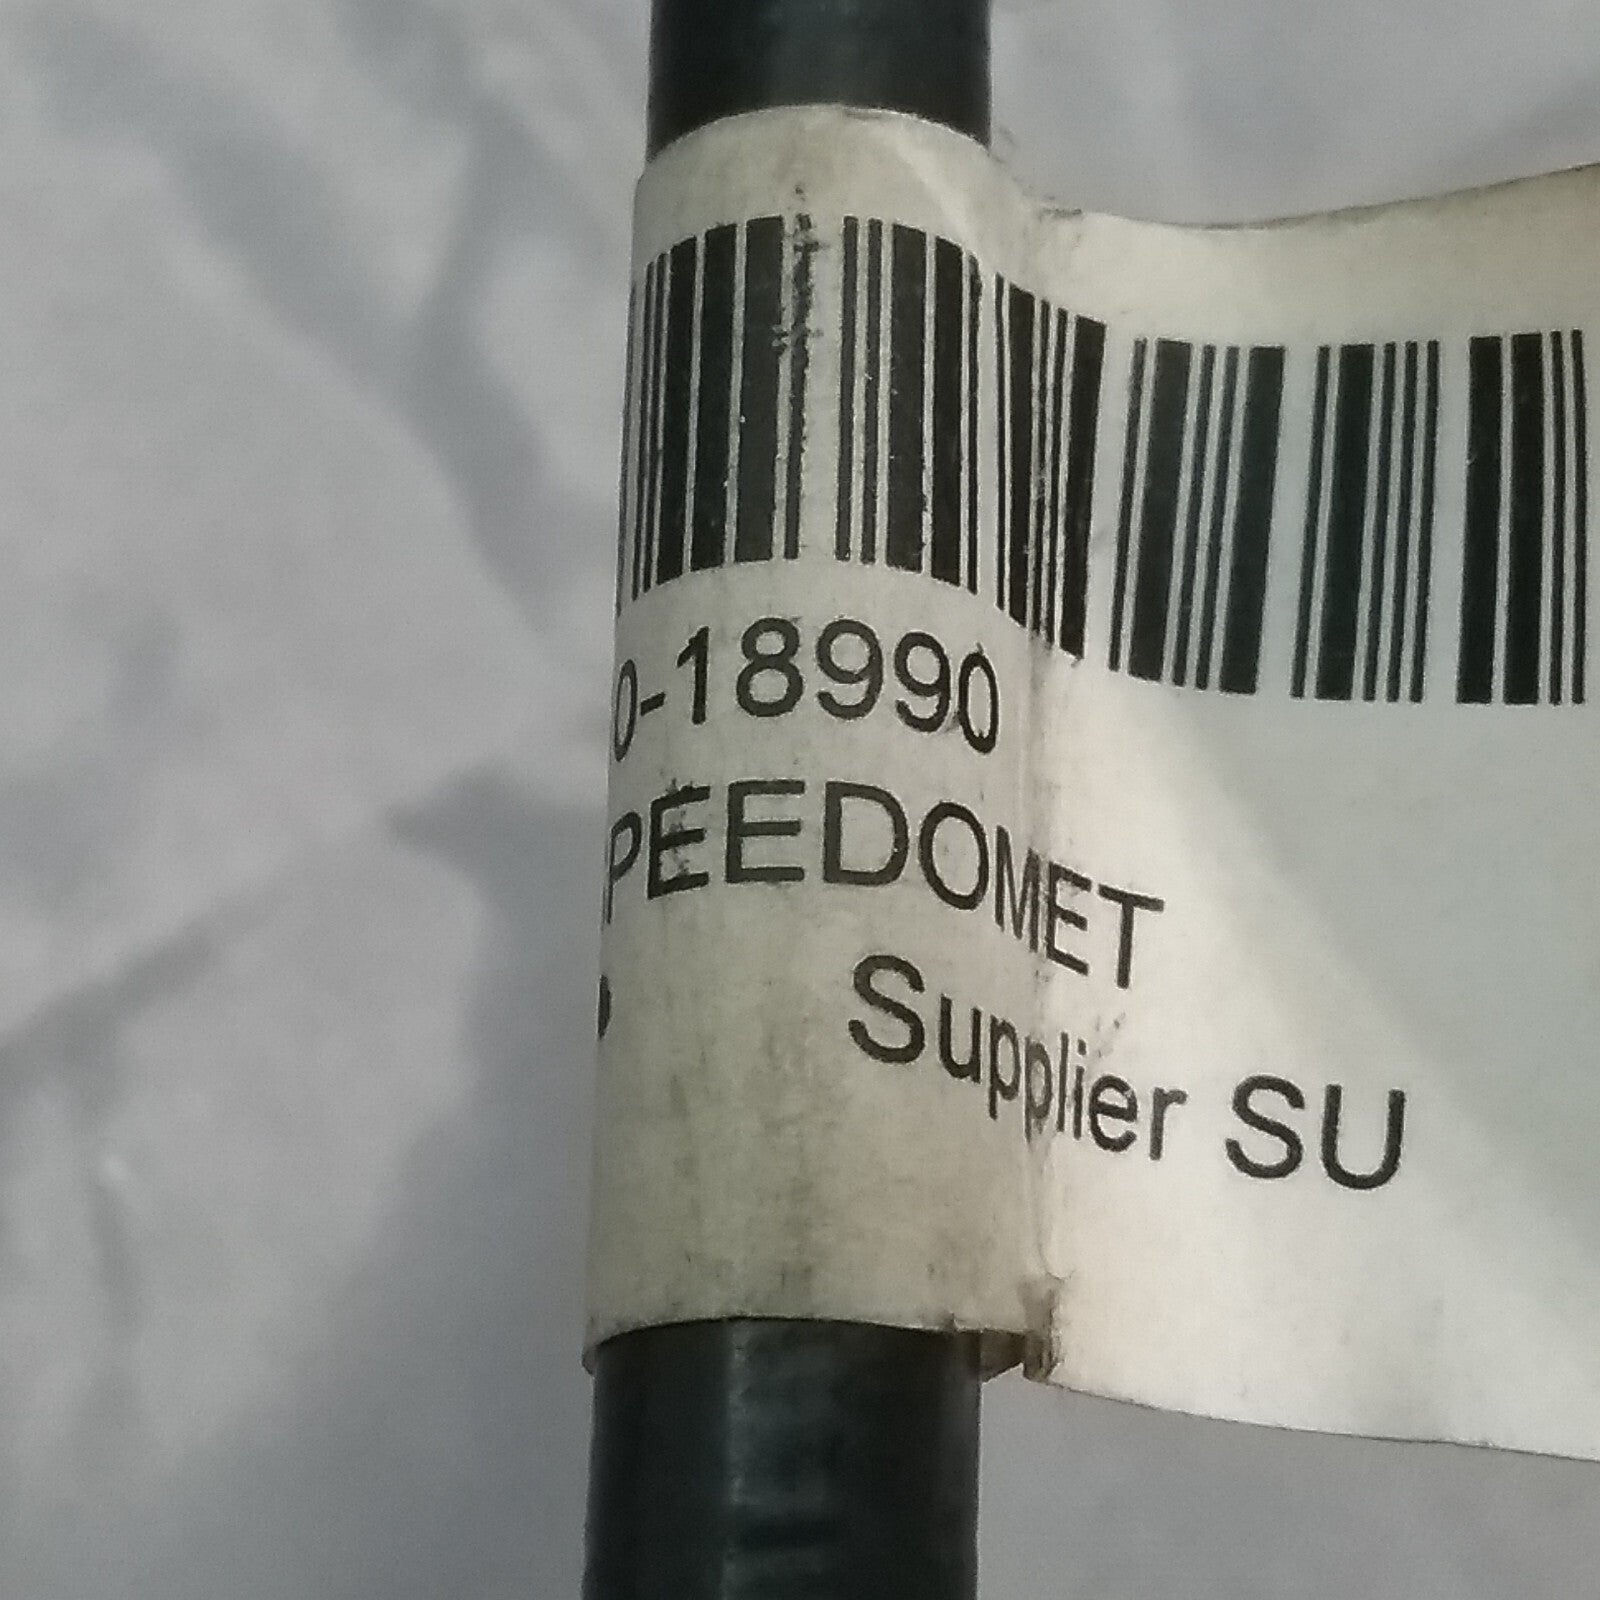 0-18990
PEEDOMET
Supplier SU